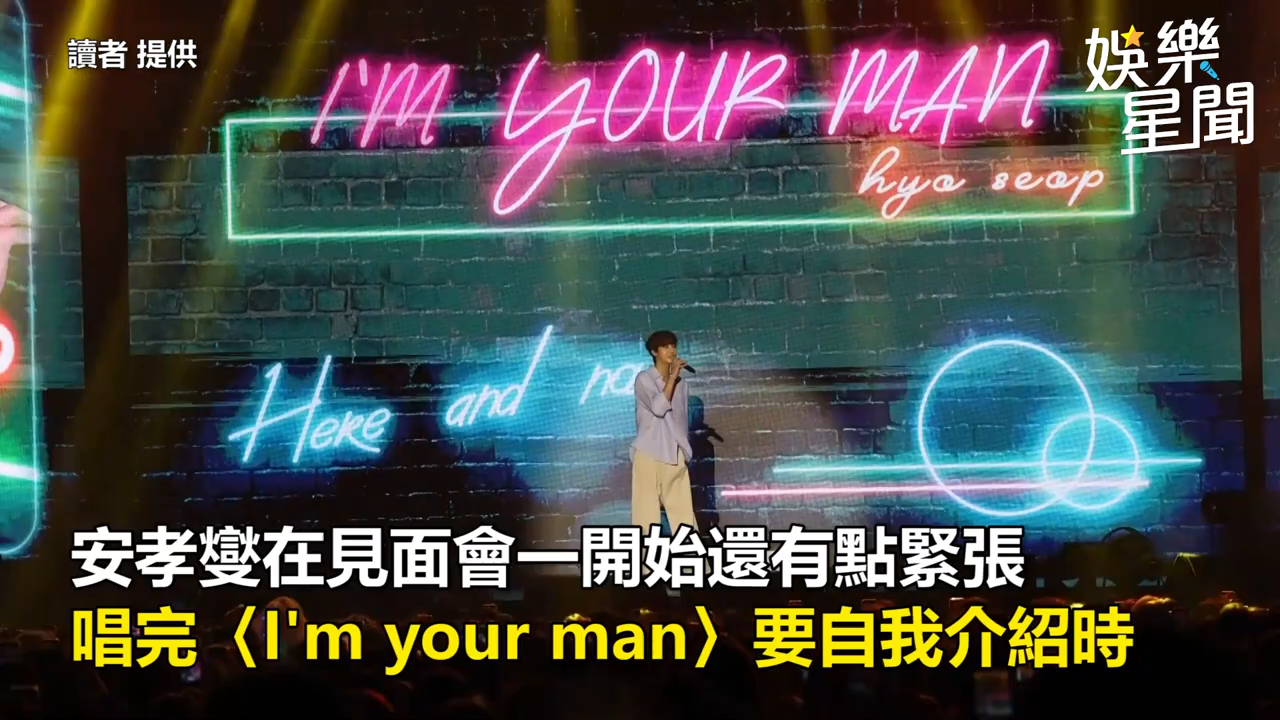 讀者 提供
娛樂
星聞
I'M YOUR MAN
hyo seop
Here and no
安孝燮在見面會一開始還有點緊張
唱完〈I'm your man〉要自我介紹時